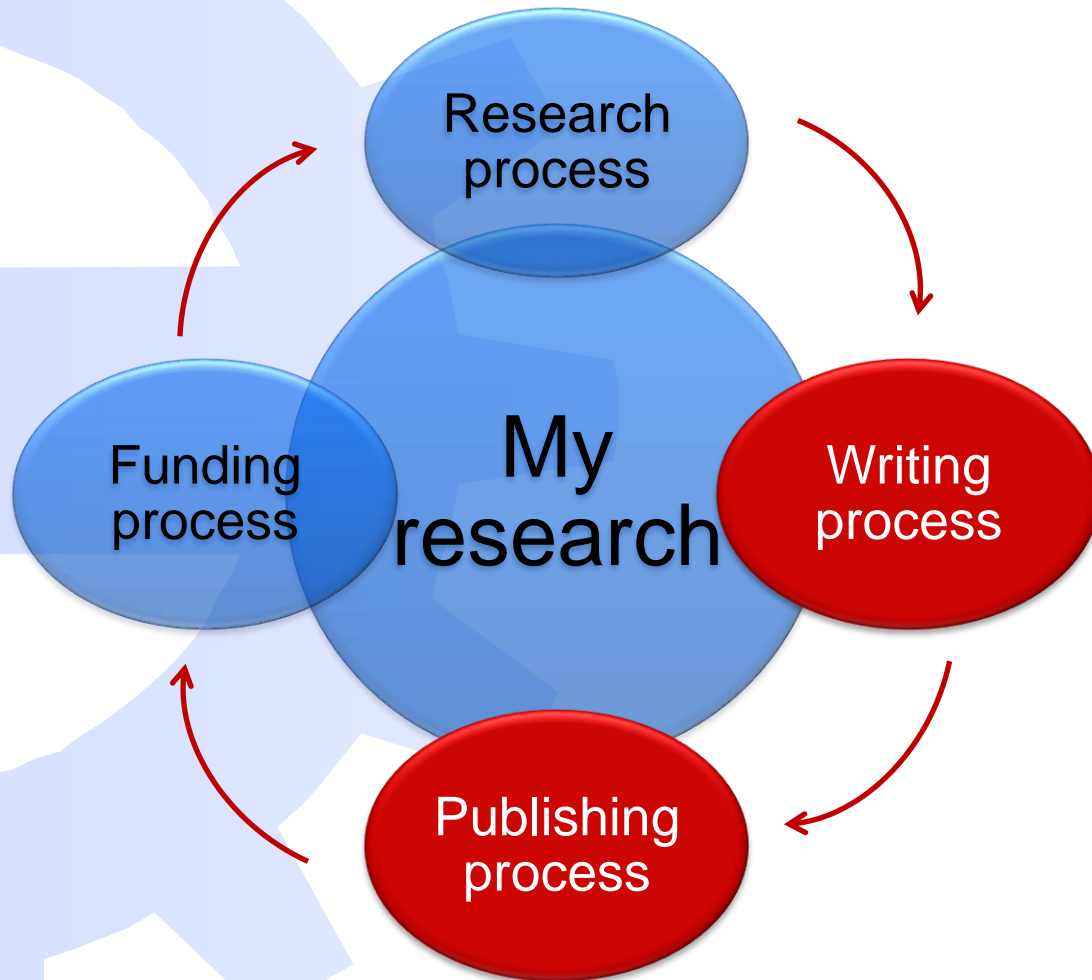 Research
process
Funding
process
My
research
Writing
process
Publishing
process